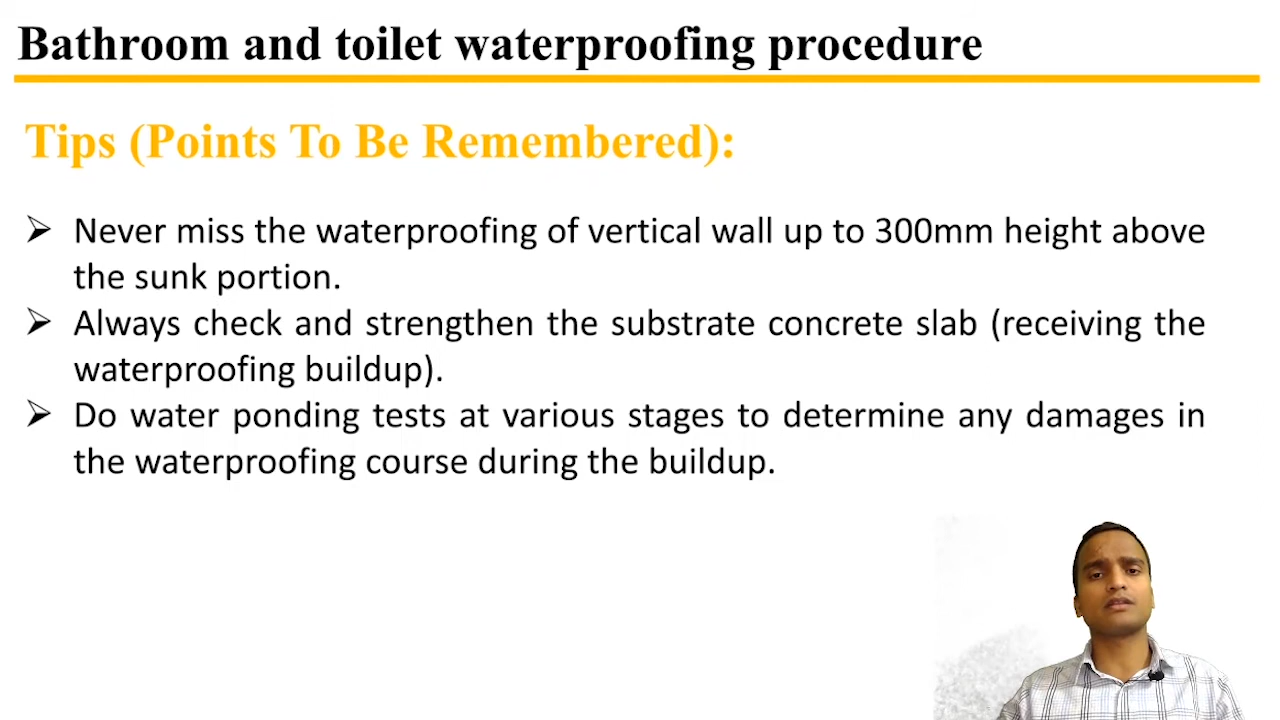 Bathroom and toilet waterproofing procedure
Tips (Points To Be Remembered):
➢ Never miss the waterproofing of vertical wall up to 300mm height above
the sunk portion.
➢ Always check and strengthen the substrate concrete slab (receiving the
waterproofing buildup).
➢ Do water ponding tests at various stages to determine any damages in
the waterproofing course during the buildup.